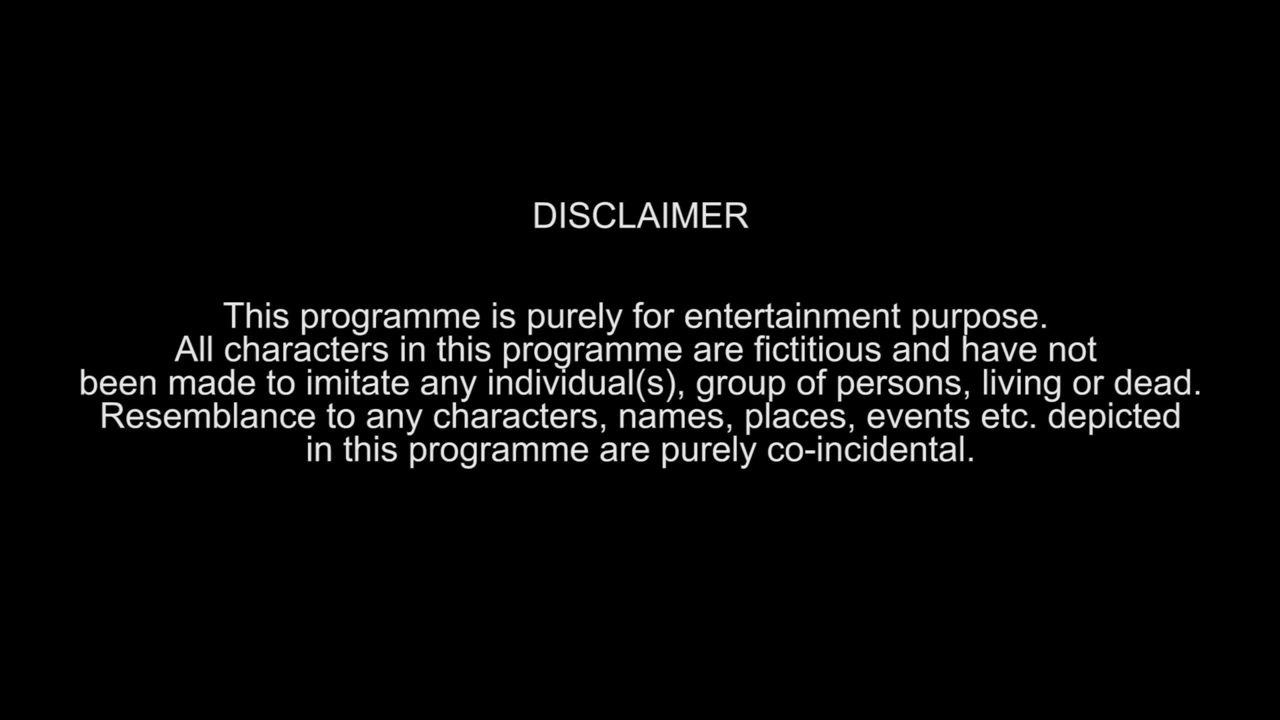 DISCLAIMER
This programme is purely for entertainment purpose.
All characters in this programme are fictitious and have not
been made to imitate any individual(s), group of persons, living or dead.
Resemblance to any characters, names, places, events etc. depicted
in this programme are purely co-incidental.